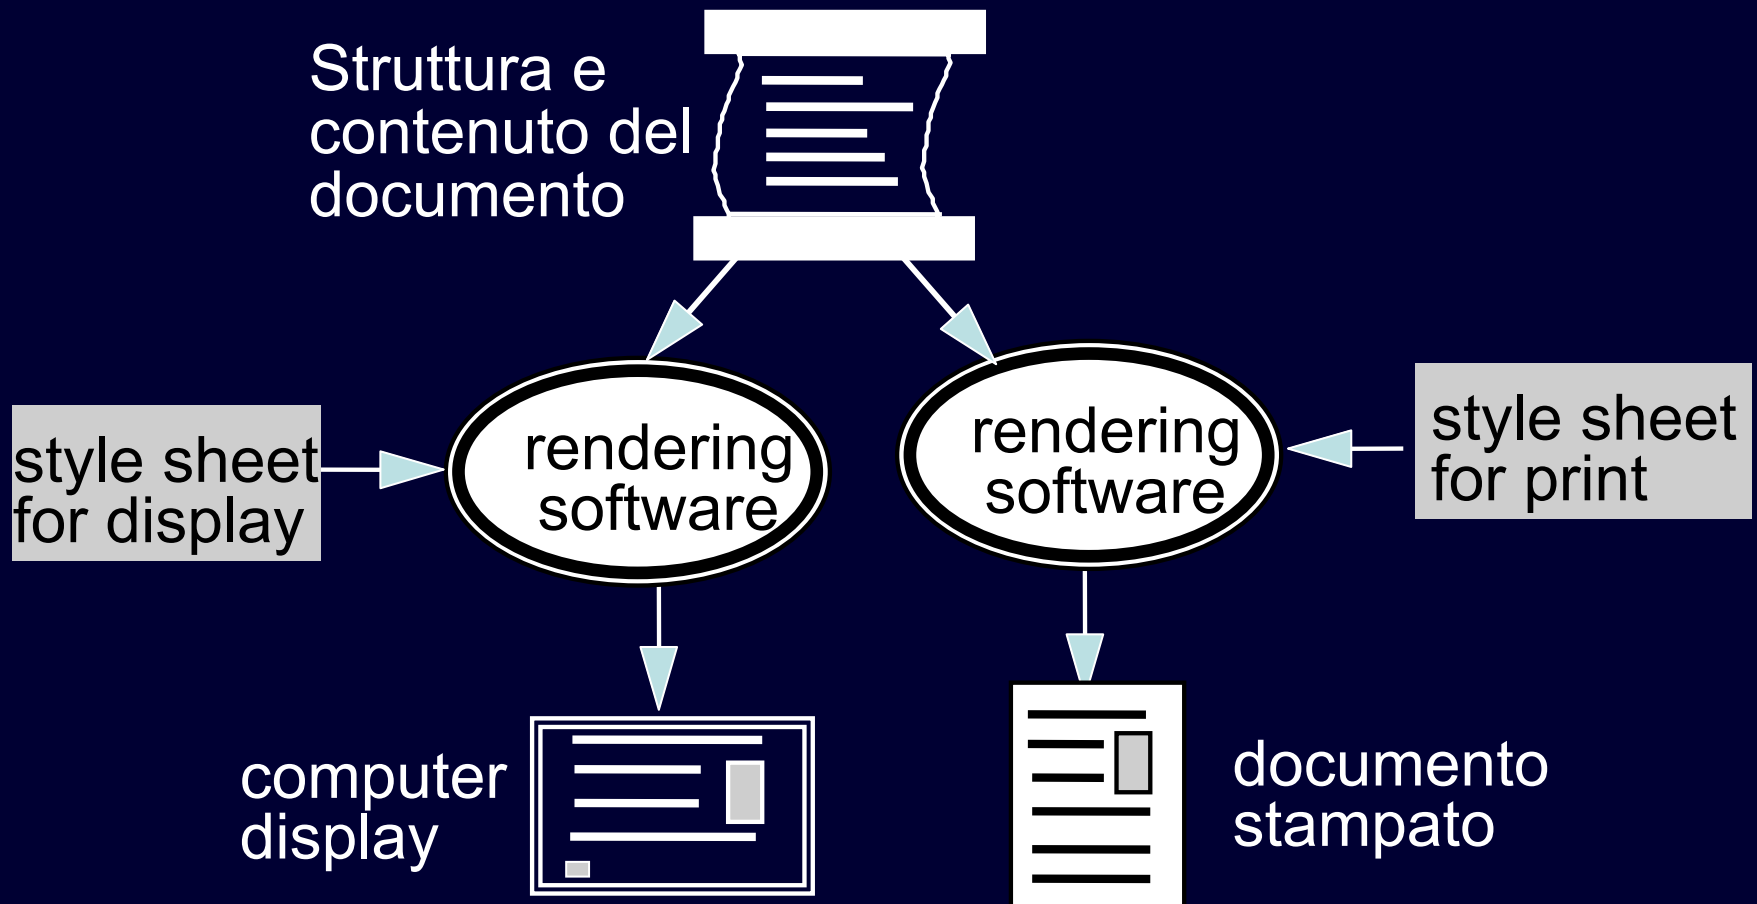 Struttura e
contenuto del
documento
style sheet
for display
rendering
software
rendering
software
style sheet
for print
computer
display
documento
stampato